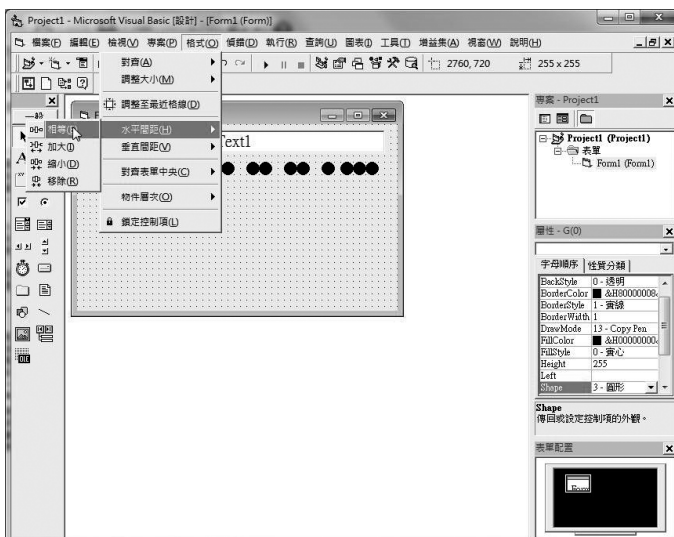 Project1 - Microsoft Visual Basic [設計] - [Form1 (Form)]
檔案(F) 編輯(E) 檢視(V) 專案(P) 格式(O) 偵錯(D) 執行(R) 查詢(U) 圖表(I) 工具(T) 增益集(A) 視窗(W) 說明(H)
2760, 720 255 x 255
對齊(A)
調整大小(M)
調整至最近格線(D)
水平間距(H)
垂直間距(V)
對齊表單中央(C)
物件層次(O)
鎖定控制項(L)
相等(E)
加大(I)
縮小(D)
移除(R)
Text1
專案 - Project1
Project1 (Project1)
表單
Form1 (Form1)
屬性 - G(0)
字母順序 性質分類
BackStyle 0 - 透明
BorderColor &H80000008
BorderStyle 1 - 實線
BorderWidth 1
DrawMode 13 - Copy Pen
FillColor &H00000000
FillStyle 0 - 實心
Height 255
Left
Shape 3 - 圓形
Shape
傳回或設定控制項的外觀。
表單配置
Form